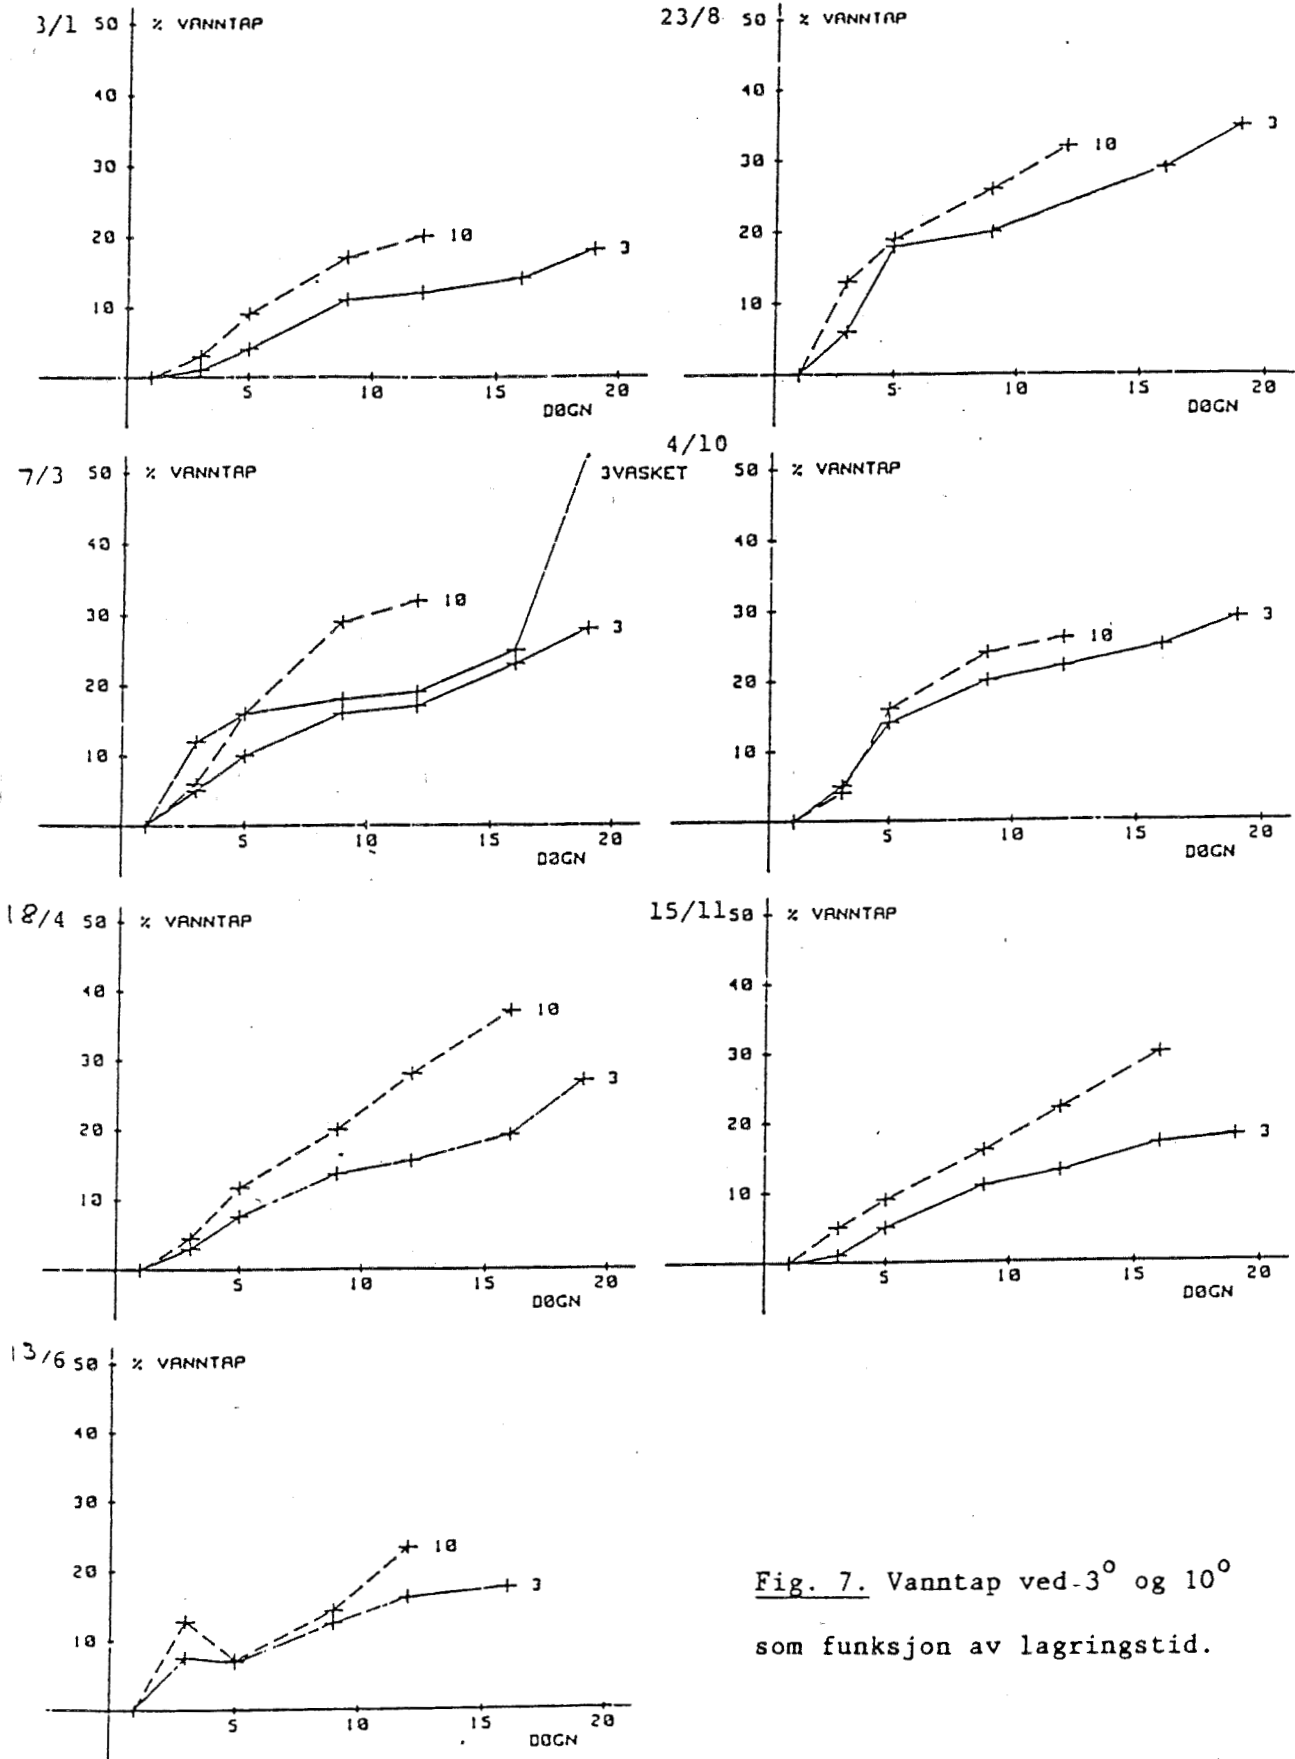 3/1 50 % VANNTAP
40
30
20
10
10
3
5 10 15 20
DØGN
23/8 50 % VANNTAP
40
30
20
10
10
3
5 10 15 20
DØGN
7/3 50 % VANNTAP
40
30
20
10
3VASKET
10
3
5 10 15 20
DØGN
4/10 50 % VANNTAP
40
30
20
10
10
3
5 10 15 20
DØGN
18/4 50 % VANNTAP
40
30
20
10
10
3
5 10 15 20
DØGN
15/11 50 % VANNTAP
40
30
20
10
3
5 10 15 20
DØGN
13/6 50 % VANNTAP
40
30
20
10
10
3
5 10 15 20
DØGN
Fig. 7. Vanntap ved 3° og 10°
som funksjon av lagringstid.